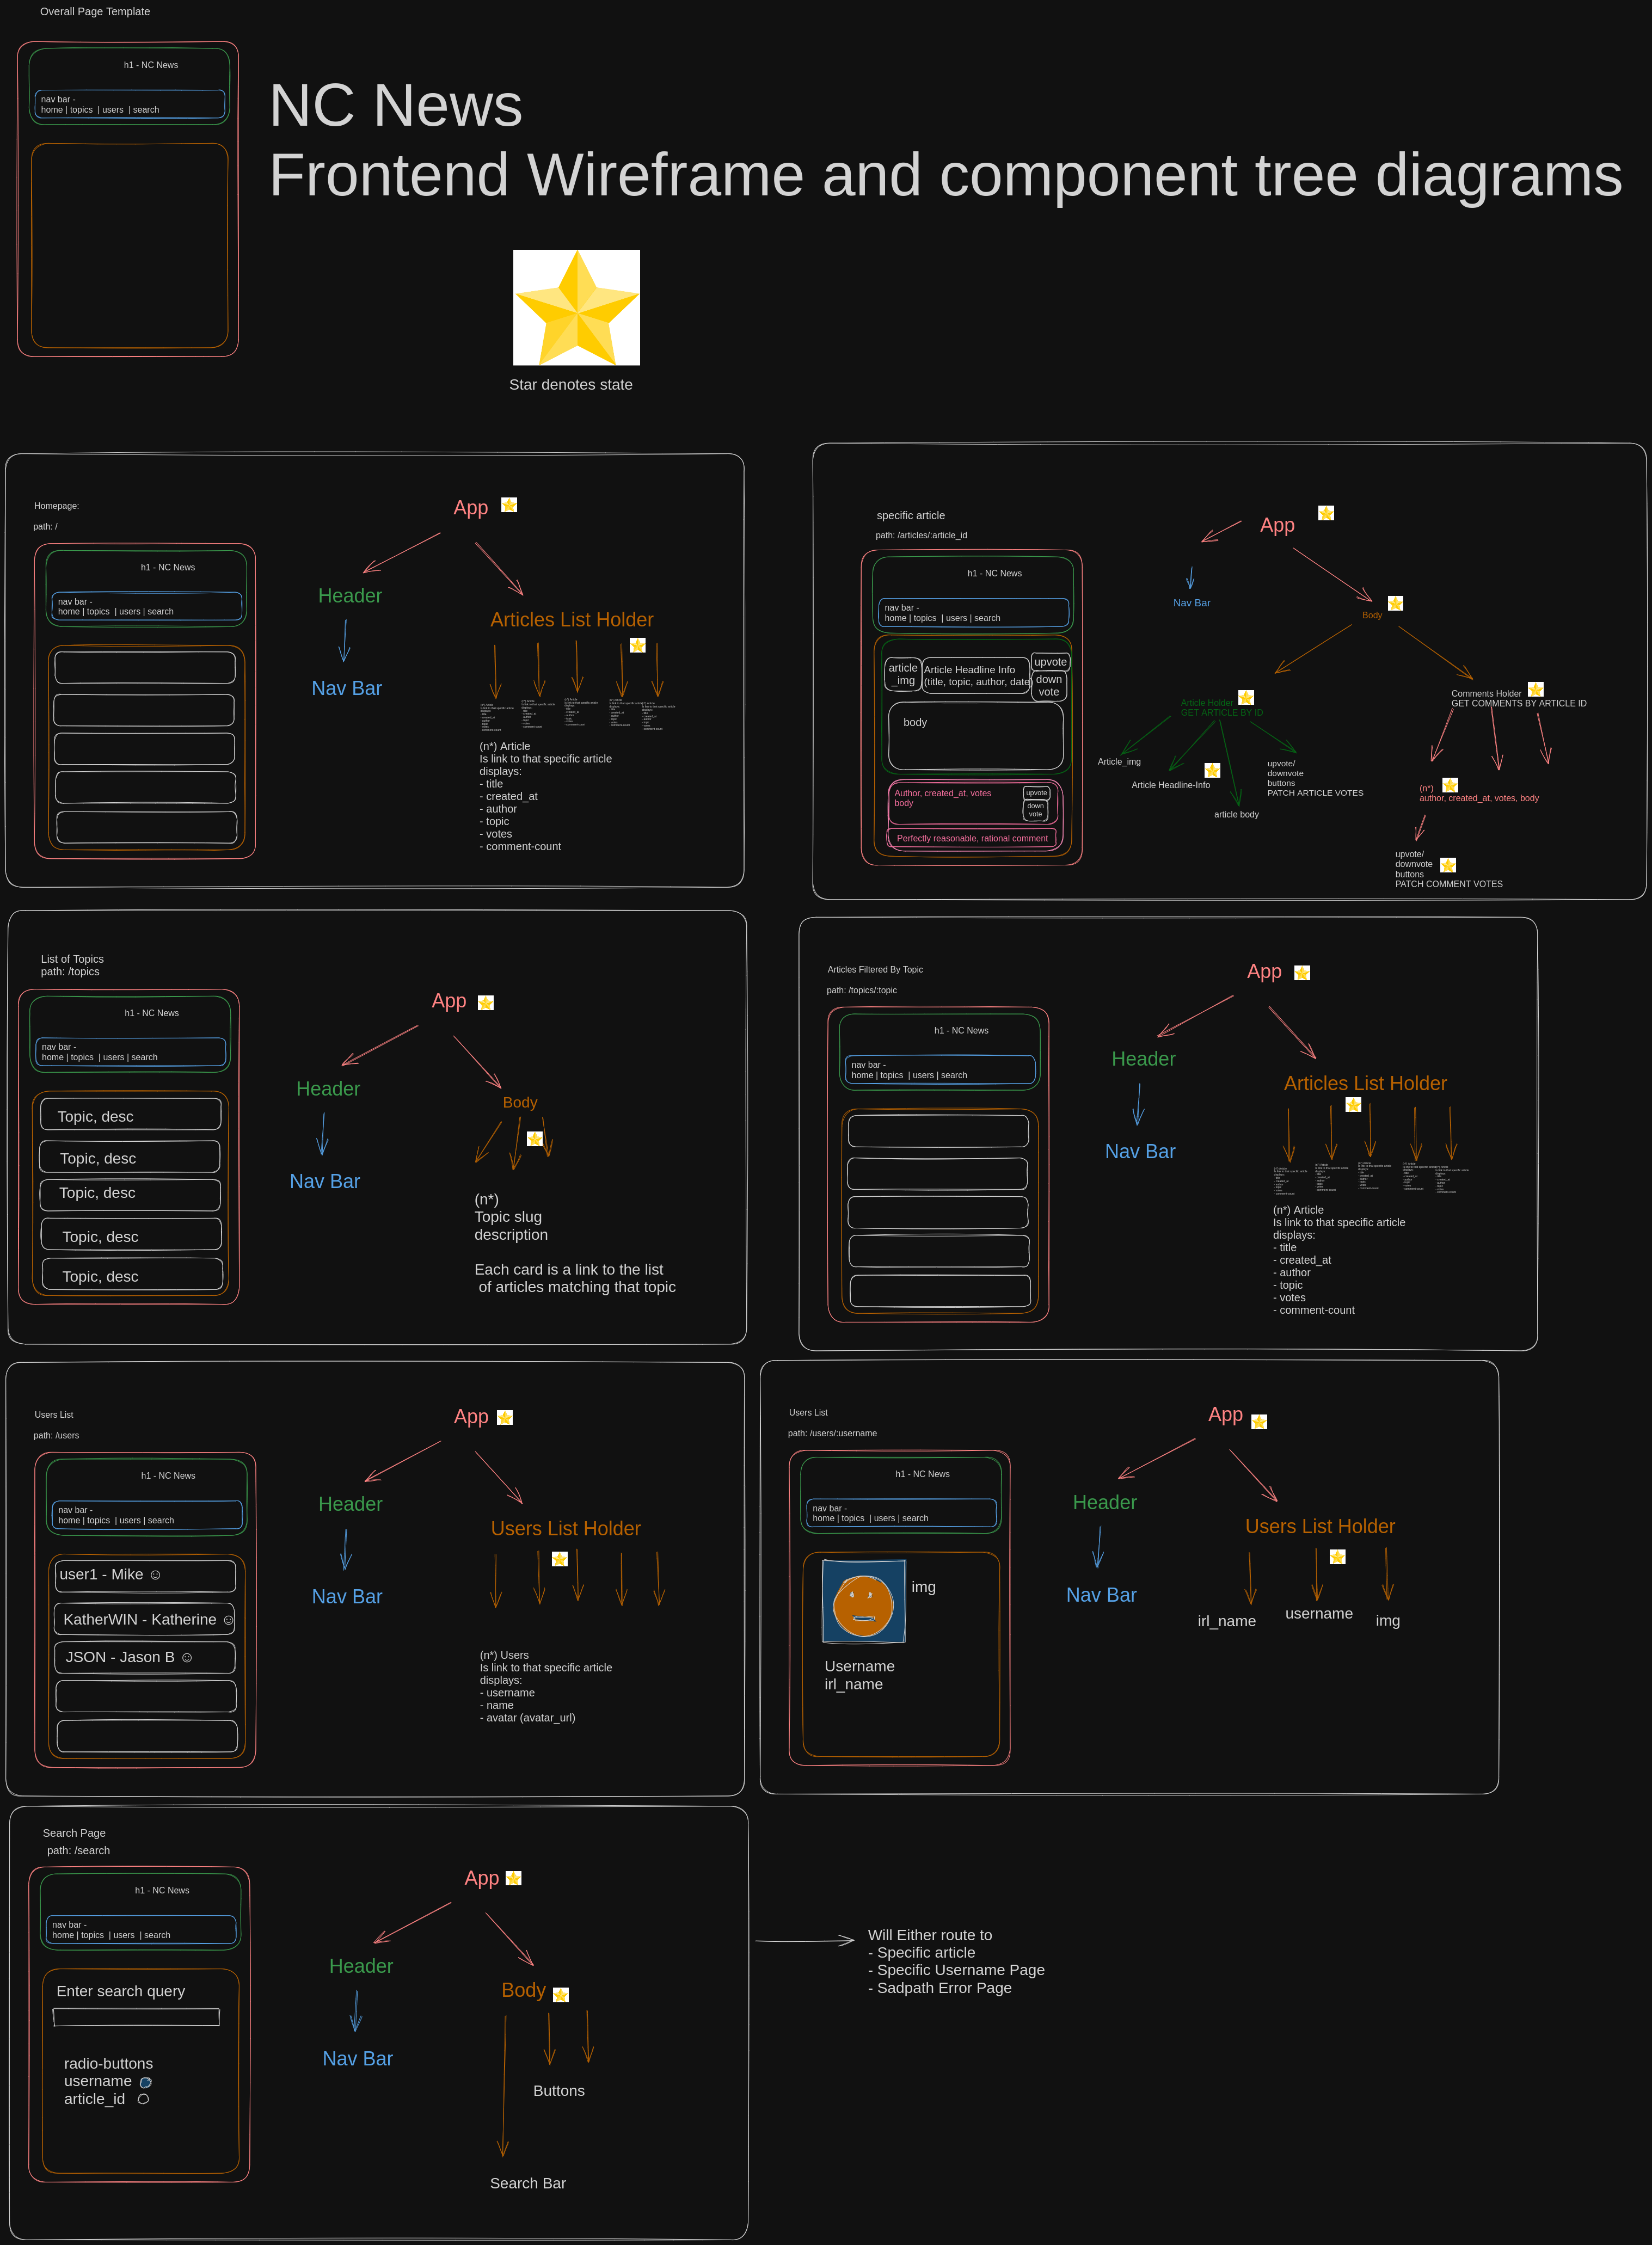 Overall Page Template
h1 - NC News
nav bar -
home | topics | users | search
NC News
Frontend Wireframe and component tree diagrams
Star denotes state
Homepage:
path: /
h1 - NC News
nav bar -
home | topics | users | search
App
Header
Nav Bar
Articles List Holder
(n*) Article
Is link to that specific article
displays:
- title
- created_at
- author
- topic
- votes
- comment-count
specific article
path: /articles/:article_id
h1 - NC News
nav bar -
home | topics | users | search
article
_img
Article Headline Info
(title, topic, author, date)
upvote
down
vote
body
Author, created_at, votes
body
upvote
down
vote
Perfectly reasonable, rational comment
App
Nav Bar
Body
Article Holder
GET ARTICLE BY ID
Comments Holder
GET COMMENTS BY ARTICLE ID
Article_img
Article Headline-Info
article body
upvote/
downvote
buttons
PATCH ARTICLE VOTES
(n*)
author, created_at, votes, body
upvote/
downvote
buttons
PATCH COMMENT VOTES
List of Topics
path: /topics
h1 - NC News
nav bar -
home | topics | users | search
Topic, desc
Topic, desc
Topic, desc
Topic, desc
Topic, desc
App
Header
Nav Bar
Body
(n*)
Topic slug
description
Each card is a link to the list
of articles matching that topic
Articles Filtered By Topic
path: /topics/:topic
h1 - NC News
nav bar -
home | topics | users | search
App
Header
Nav Bar
Articles List Holder
(n*) Article
Is link to that specific article
displays:
- title
- created_at
- author
- topic
- votes
- comment-count
Users List
path: /users
h1 - NC News
nav bar -
home | topics | users | search
user1 - Mike ☺
KatherWIN - Katherine ☺
JSON - Jason B ☺
App
Header
Nav Bar
Users List Holder
(n*) Users
Is link to that specific article
displays:
- username
- name
- avatar (avatar_url)
Users List
path: /users/:username
h1 - NC News
nav bar -
home | topics | users | search
img
Username
irl_name
App
Header
Nav Bar
Users List Holder
irl_name
username
img
Search Page
path: /search
h1 - NC News
nav bar -
home | topics | users | search
Enter search query
radio-buttons
username
article_id
App
Header
Nav Bar
Body
Buttons
Search Bar
Will Either route to
- Specific article
- Specific Username Page
- Sadpath Error Page